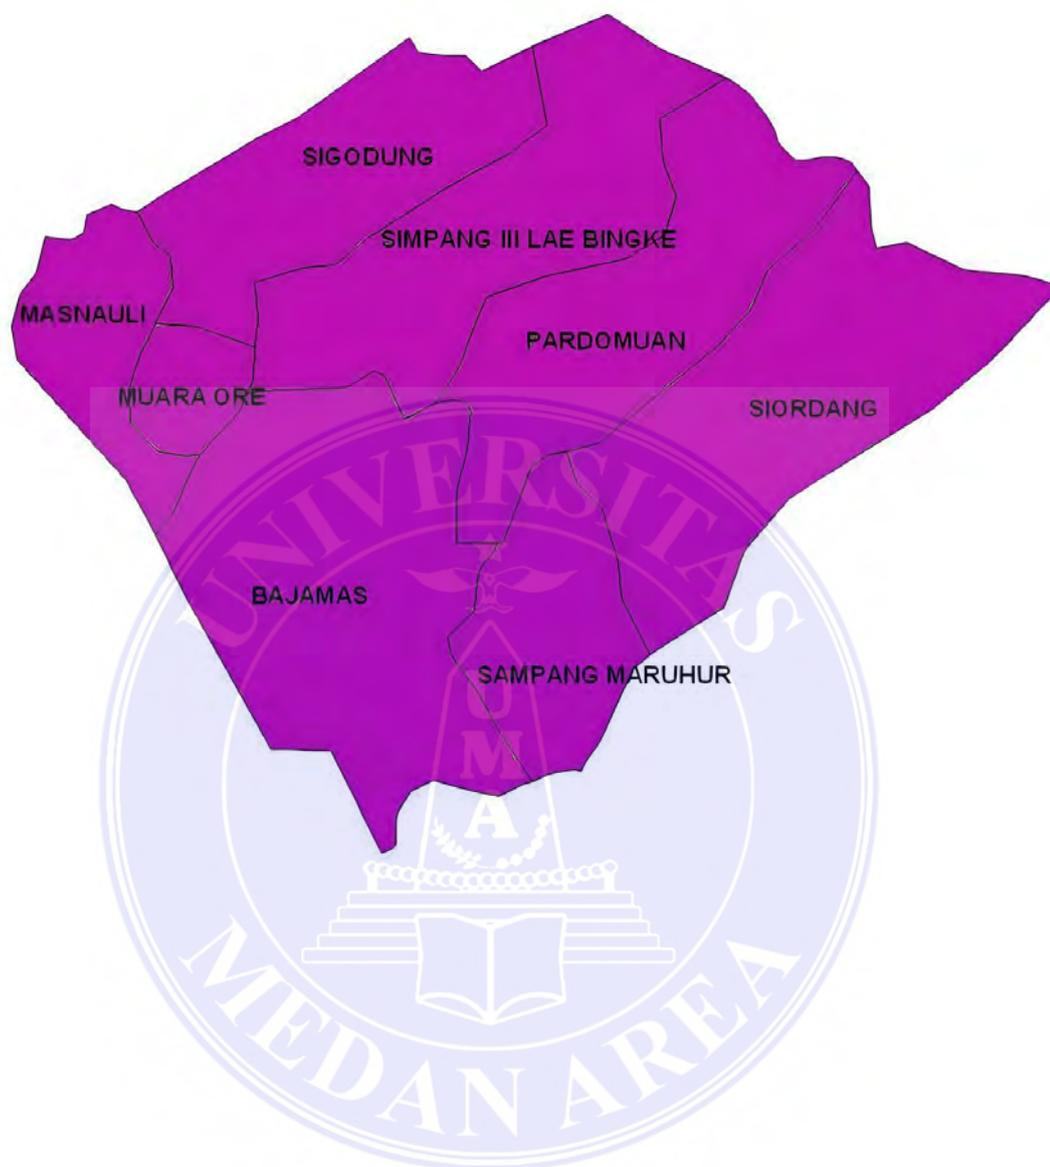 SIGODUNG
SIMPANG III LAE BINGKE
MASNAULI
PARDOMUAN
MUARA ORE
SIORDANG
UNIVERSITAS
BAJAMAS
SAMPANG MARUHUR
U
M
A
MEDAN AREA